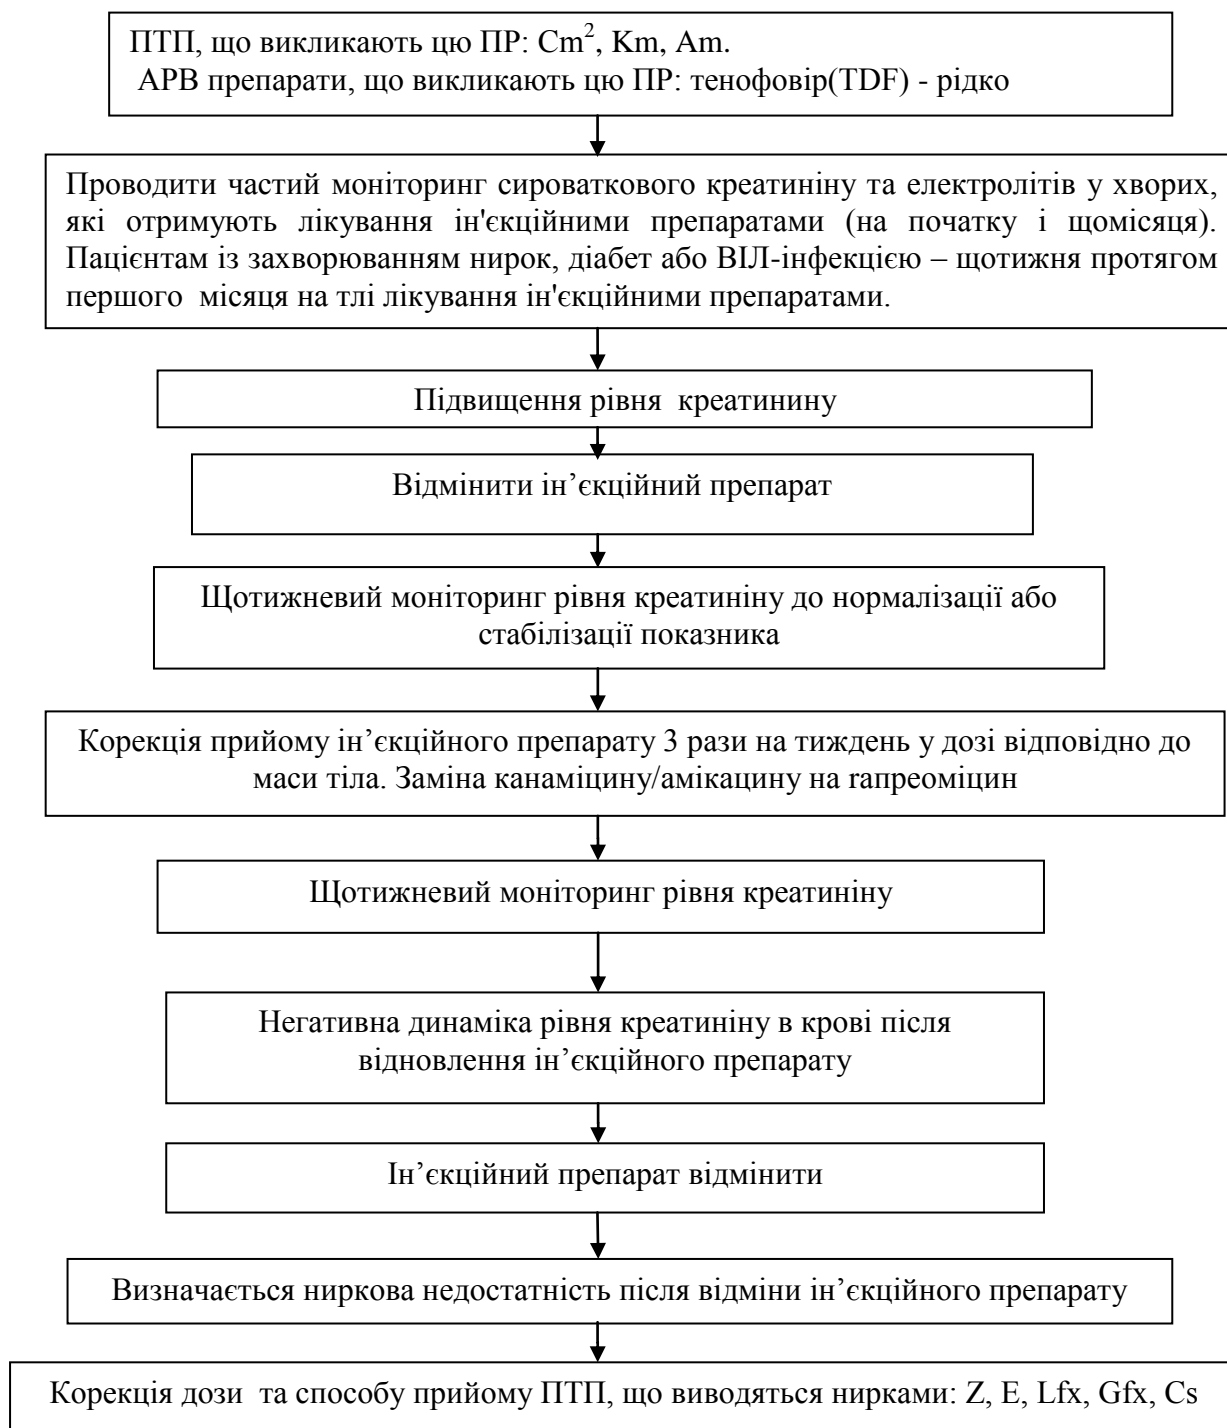 ПТП, що викликають цю ПР: Cm², Km, Am.
АРВ препарати, що викликають цю ПР: тенофовір(TDF) - рідко
Проводити частий моніторинг сироваткового креатиніну та електролітів у хворих,
які отримують лікування ін'єкційними препаратами (на початку і щомісяця).
Пацієнтам із захворюванням нирок, діабет або ВІЛ-інфекцією – щотижня протягом
першого місяця на тлі лікування ін'єкційними препаратами.
Підвищення рівня креатинину
Відмінити ін’єкційний препарат
Щотижневий моніторинг рівня креатиніну до нормалізації або
стабілізації показника
Корекція прийому ін’єкційного препарату 3 рази на тиждень у дозі відповідно до
маси тіла. Заміна канаміцину/амікацину на rапреоміцин
Щотижневий моніторинг рівня креатиніну
Негативна динаміка рівня креатиніну в крові після
відновлення ін’єкційного препарату
Ін’єкційний препарат відмінити
Визначається ниркова недостатність після відміни ін’єкційного препарату
Корекція дози та способу прийому ПТП, що виводяться нирками: Z, E, Lfx, Gfx, Cs